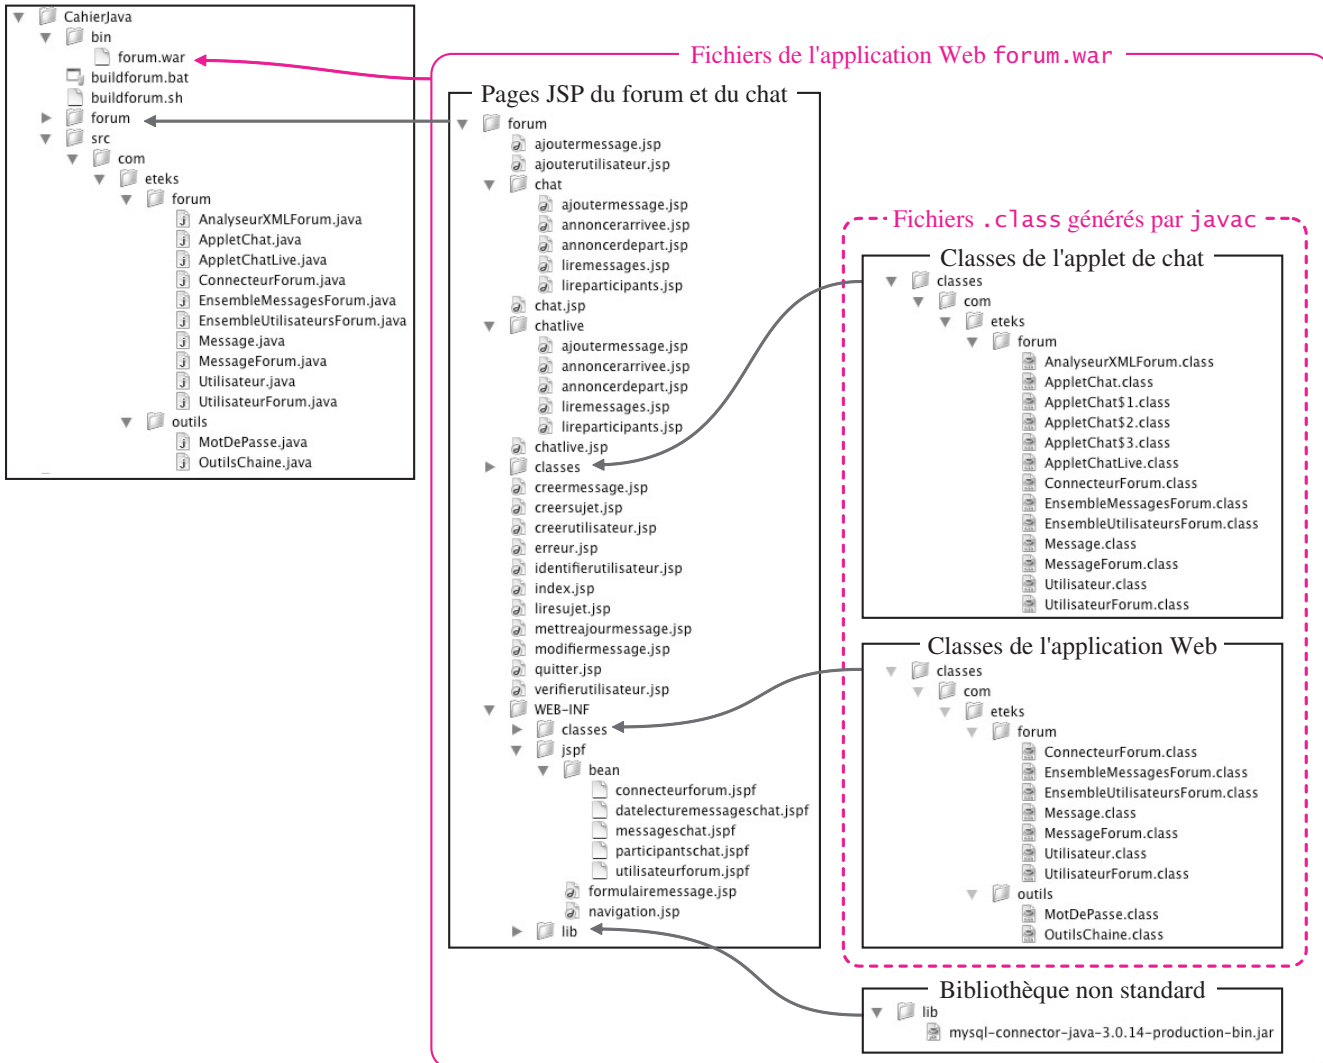 CahierJava
bin
forum.war
buildforum.bat
buildforum.sh
forum
src
com
eteks
forum
AnalyseurXMLForum.java
AppletChat.java
AppletChatLive.java
ConnecteurForum.java
EnsembleMessagesForum.java
EnsembleUtilisateursForum.java
Message.java
MessageForum.java
Utilisateur.java
UtilisateurForum.java
outils
MotDePasse.java
OutilsChaine.java
Fichiers de l'application Web forum.war
Pages JSP du forum et du chat
forum
ajoutermessage.jsp
ajouterutilisateur.jsp
chat
ajoutermessage.jsp
annoncerarrivee.jsp
annoncerdepart.jsp
liremessages.jsp
lireparticipants.jsp
chat.jsp
chatlive
ajoutermessage.jsp
annoncerarrivee.jsp
annoncerdepart.jsp
liremessages.jsp
lireparticipants.jsp
chatlive.jsp
classes
creermessage.jsp
creersujet.jsp
creerutilisateur.jsp
erreur.jsp
identifierutilisateur.jsp
index.jsp
liresujet.jsp
mettreajourmessage.jsp
modifiermessage.jsp
quitter.jsp
verifierutilisateur.jsp
WEB-INF
classes
jspf
bean
connecteurforum.jspf
datelecturemessageschat.jspf
messageschat.jspf
participantschat.jspf
utilisateurforum.jspf
formulairemessage.jsp
navigation.jsp
lib
Fichiers .class générés par javac
Classes de l'applet de chat
classes
com
eteks
forum
AnalyseurXMLForum.class
AppletChat.class
AppletChat$1.class
AppletChat$2.class
AppletChat$3.class
AppletChatLive.class
ConnecteurForum.class
EnsembleMessagesForum.class
EnsembleUtilisateursForum.class
Message.class
MessageForum.class
Utilisateur.class
UtilisateurForum.class
Classes de l'application Web
classes
com
eteks
forum
ConnecteurForum.class
EnsembleMessagesForum.class
EnsembleUtilisateursForum.class
Message.class
MessageForum.class
Utilisateur.class
UtilisateurForum.class
outils
MotDePasse.class
OutilsChaine.class
Bibliothèque non standard
lib
mysql-connector-java-3.0.14-production-bin.jar